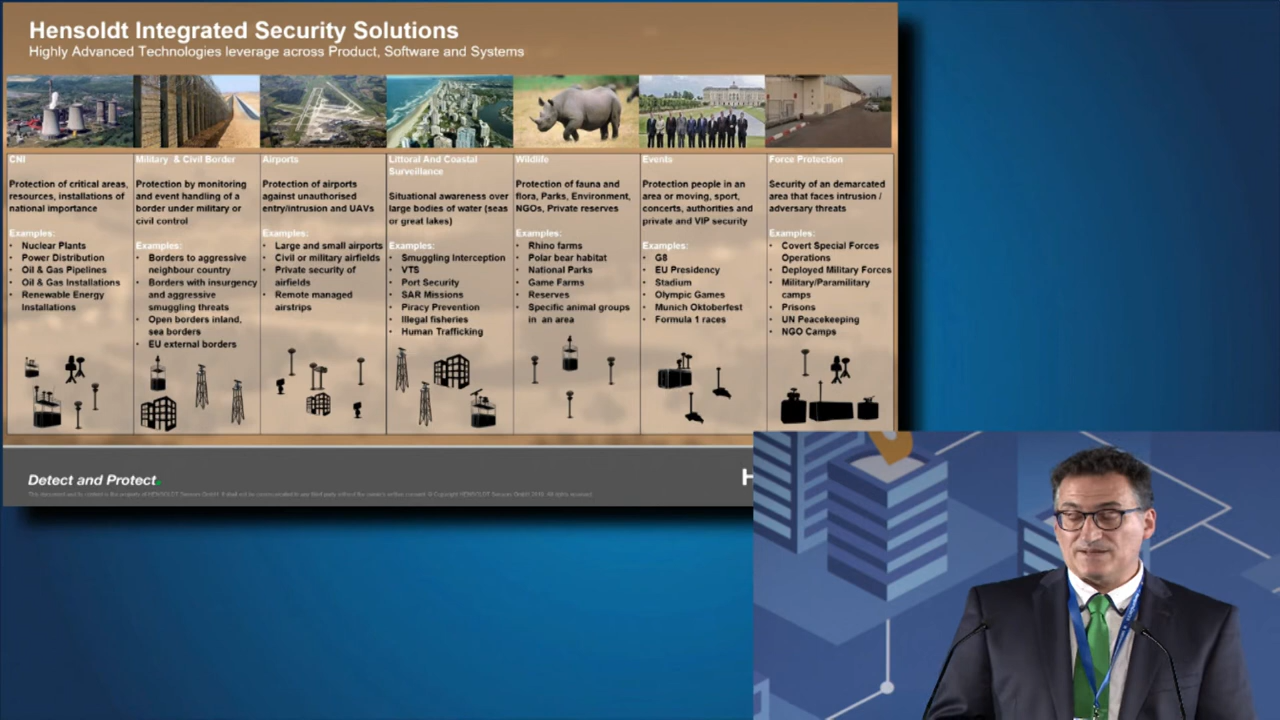 Hensoldt Integrated Security Solutions
Highly Advanced Technologies leverage across Product, Software and Systems
CNI
Protection of critical areas,
resources, installations of
national importance
Examples:
• Nuclear Plants
• Power Distribution
• Oil & Gas Pipelines
• Oil & Gas Installations
• Renewable Energy
Installations
Military & Civil Border
Protection by monitoring
and event handling of a
border under military or
civil control
Examples:
• Borders to aggressive
neighbour country
• Borders with insurgency
and aggressive
smuggling threats
• Open borders inland,
sea borders
• EU external borders
Airports
Protection of airports
against unauthorised
entry/intrusion and UAVs
Examples:
• Large and small airports
• Civil or military airfields
• Private security of
airfields
• Remote managed
airstrips
Littoral And Coastal
Surveillance
Situational awareness over
large bodies of water (seas
or great lakes)
Examples:
• Smuggling Interception
• VTS
• Port Security
• SAR Missions
• Piracy Prevention
• Illegal fisheries
• Human Trafficking
Wildlife
Protection of fauna and
flora, Parks, Environment,
NGOs, Private reserves
Examples:
• Rhino farms
• Polar bear habitat
• National Parks
• Game Farms
• Reserves
• Specific animal groups
in an area
Events
Protection people in an
area or moving, sport,
concerts, authorities and
private and VIP security
Examples:
• G8
• EU Presidency
• Stadium
• Olympic Games
• Munich Oktoberfest
• Formula 1 races
Force Protection
Security of an demarcated
area that faces intrusion /
adversary threats
Examples:
• Covert Special Forces
Operations
• Deployed Military Forces
• Military/Paramilitary
camps
• Prisons
• UN Peacekeeping
• NGO Camps
Detect and Protect.
H